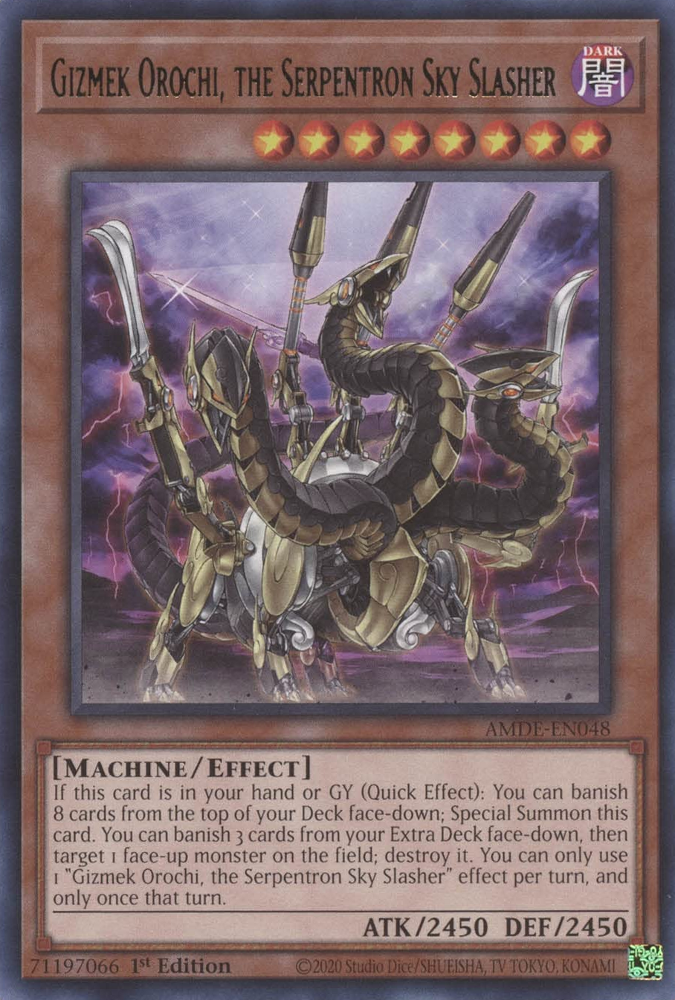 Gizmek Orochi, the Serpentron Sky Slasher
DARK
闇
AMDE-EN048
[Machine/Effect]
If this card is in your hand or GY (Quick Effect): You can banish
8 cards from the top of your Deck face-down; Special Summon this
card. You can banish 3 cards from your Extra Deck face-down, then
target 1 face-up monster on the field; destroy it. You can only use
1 "Gizmek Orochi, the Serpentron Sky Slasher" effect per turn, and
only once that turn.
ATK/2450 DEF/2450
71197066 1st Edition
©2020 Studio Dice/SHUEISHA, TV TOKYO, KONAMI